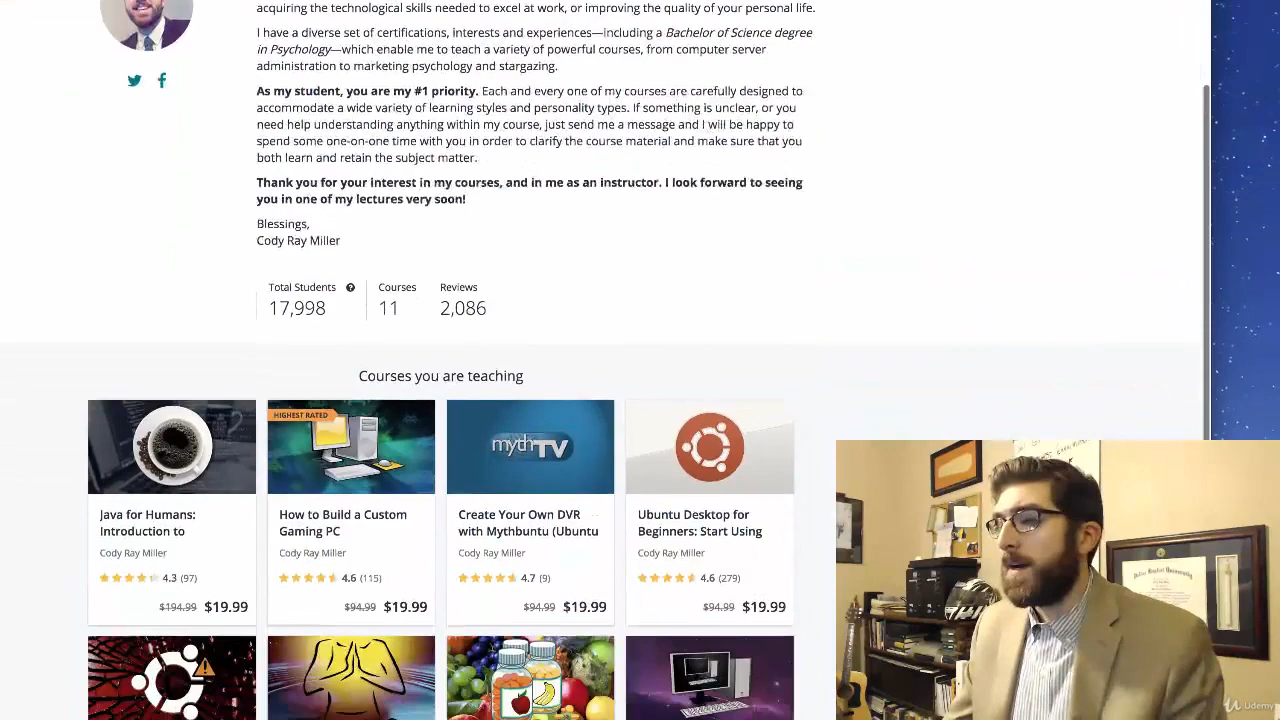 acquiring the technological skills needed to excel at work, or improving the quality of your personal life.
I have a diverse set of certifications, interests and experiences—including a Bachelor of Science degree
in Psychology—which enable me to teach a variety of powerful courses, from computer server
administration to marketing psychology and stargazing.
As my student, you are my #1 priority. Each and every one of my courses are carefully designed to
accommodate a wide variety of learning styles and personality types. If something is unclear, or you
need help understanding anything within my course, just send me a message and I will be happy to
spend some one-on-one time with you in order to clarify the course material and make sure that you
both learn and retain the subject matter.
Thank you for your interest in my courses, and in me as an instructor. I look forward to seeing
you in one of my lectures very soon!
Blessings,
Cody Ray Miller
Total Students Courses Reviews
17,998 11 2,086
Courses you are teaching
HIGHEST RATED
mythTV
Java for Humans:
Introduction to
Cody Ray Miller
4.3 (97)
$194.99 $19.99
How to Build a Custom
Gaming PC
Cody Ray Miller
4.6 (115)
$94.99 $19.99
Create Your Own DVR
with Mythbuntu (Ubuntu
Cody Ray Miller
4.7 (9)
$94.99 $19.99
Ubuntu Desktop for
Beginners: Start Using
Cody Ray Miller
4.6 (279)
$94.99 $19.99
Udemy